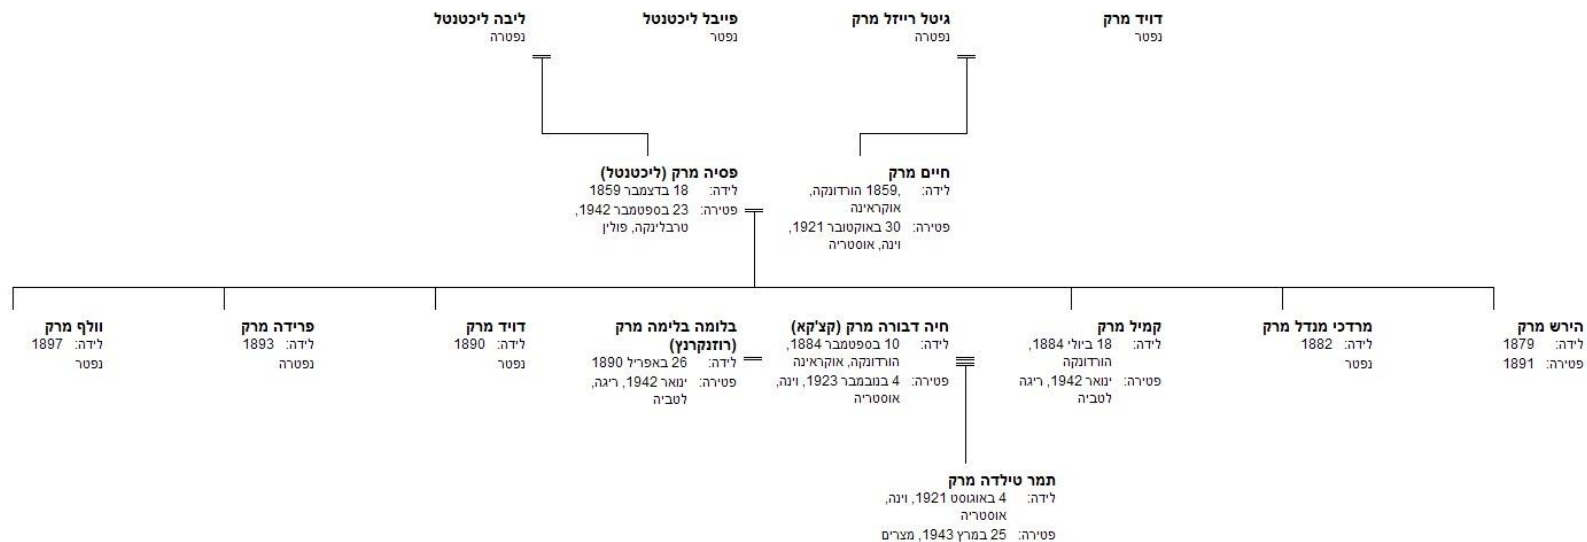 דויד מרק
נפטר
גיטל רייזל מרק
נפטרה
פייבל ליכטנטל
נפטר
ליבה ליכטנטל
נפטרה
חיים מרק
לידה: 1859, הורדונקה,
אוקראינה
פטירה: 30 באוקטובר 1921,
וינה, אוסטריה
פסיה מרק (ליכטנטל)
לידה: 18 בדצמבר 1859
פטירה: 23 בספטמבר 1942,
טרבלינקה, פולין
הירש מרק
לידה: 1879
פטירה: 1891
מרדכי מנדל מרק
לידה: 1882
נפטר
קמיל מרק
לידה: 18 ביולי 1884,
הורדונקה
פטירה: ינואר 1942, ריגה
לטביה
חיה דבורה מרק (קצ'קא)
לידה: 10 בספטמבר 1884,
הורדונקה, אוקראינה
פטירה: 4 בנובמבר 1923, וינה,
אוסטריה
בלומה בלימה מרק
(רוזנקרנץ)
לידה: 26 באפריל 1890
פטירה: ינואר 1942, ריגה,
לטביה
דויד מרק
לידה: 1890
נפטר
פרידה מרק
לידה: 1893
נפטרה
וולף מרק
לידה: 1897
נפטר
תמר טילדה מרק
לידה: 4 באוגוסט 1921, וינה,
אוסטריה
פטירה: 25 במרץ 1943, מצרים